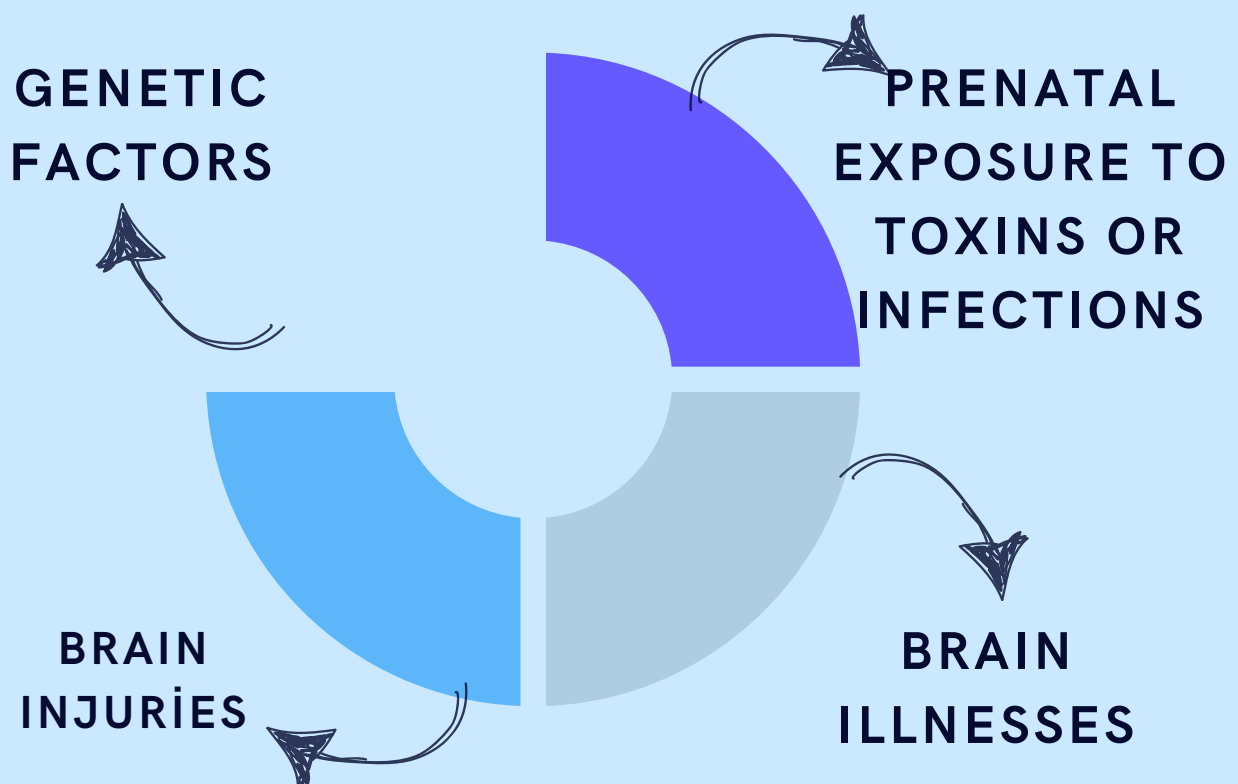 GENETIC
FACTORS
PRENATAL
EXPOSURE TO
TOXINS OR
INFECTIONS
BRAIN
INJURİES
BRAIN
ILLNESSES